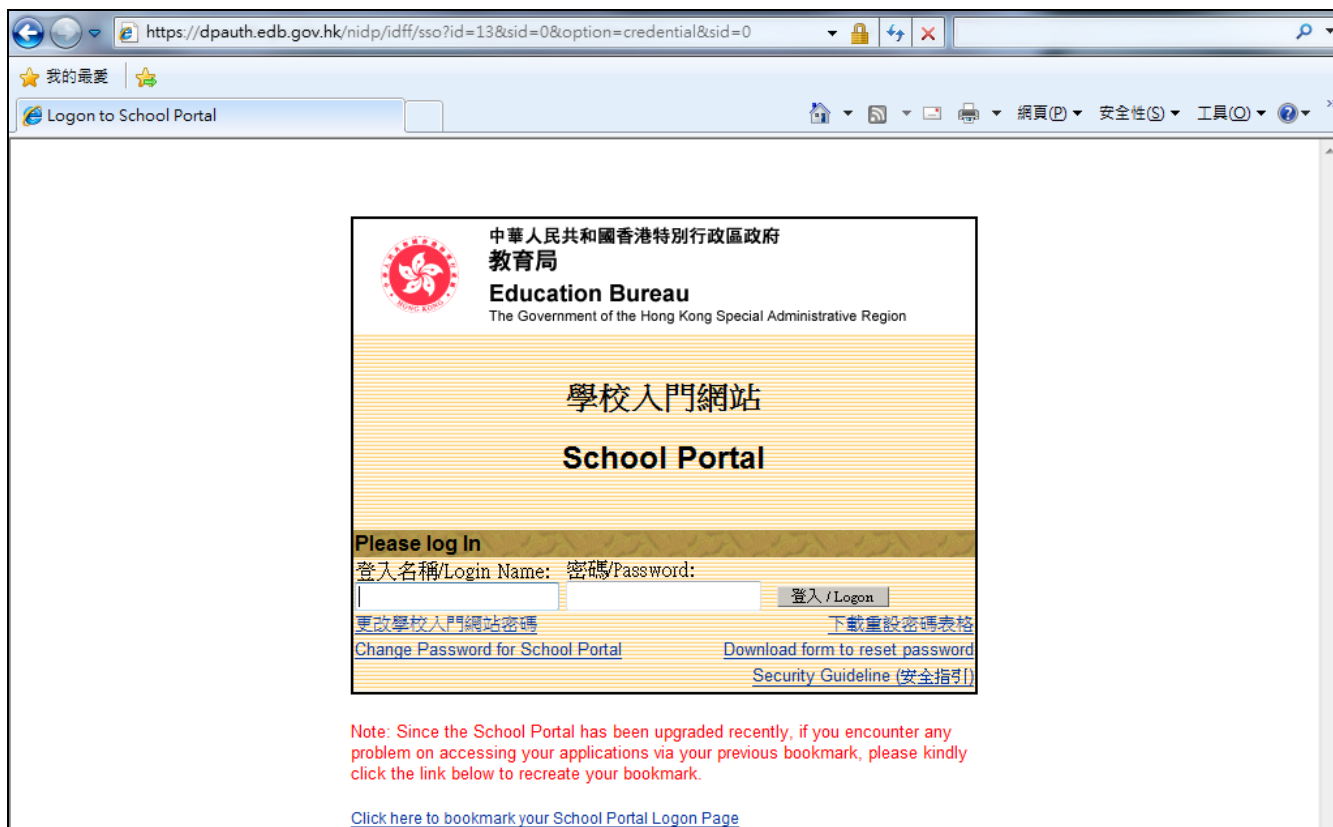 https://dpauth.edb.gov.hk/nidp/idff/sso?id=13&sid=0&option=credential&sid=0
我的最愛
Logon to School Portal
網頁(P) 安全性(S) 工具(O)
中華人民共和國香港特別行政區政府
教育局
Education Bureau
The Government of the Hong Kong Special Administrative Region
HONG KONG
學校入門網站
School Portal
Please log In
登入名稱/Login Name: 密碼/Password:
登入 / Logon
更改學校入門網站密碼 下載重設密碼表格
Change Password for School Portal Download form to reset password
Security Guideline (安全指引)
Note: Since the School Portal has been upgraded recently, if you encounter any
problem on accessing your applications via your previous bookmark, please kindly
click the link below to recreate your bookmark.
Click here to bookmark your School Portal Logon Page